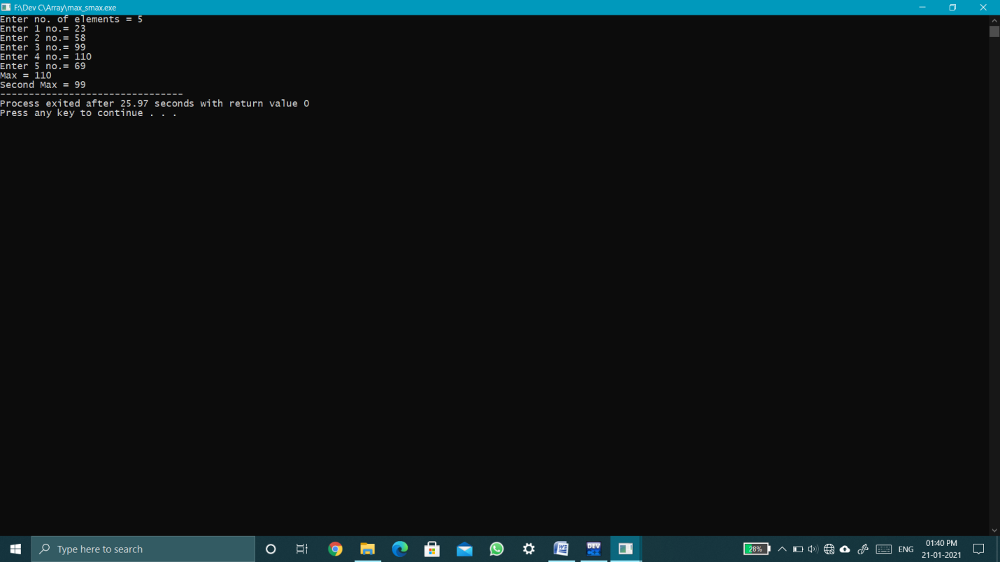 F:\Dev C\Array\max_smax.exe
Enter no. of elements = 5
Enter 1 no.= 23
Enter 2 no.= 58
Enter 3 no.= 99
Enter 4 no.= 110
Enter 5 no.= 69
Max = 110
Second Max = 99
--------------------------------
Process exited after 25.97 seconds with return value 0
Press any key to continue . . .
Type here to search
DEV
28%
ENG
01:40 PM
21-01-2021